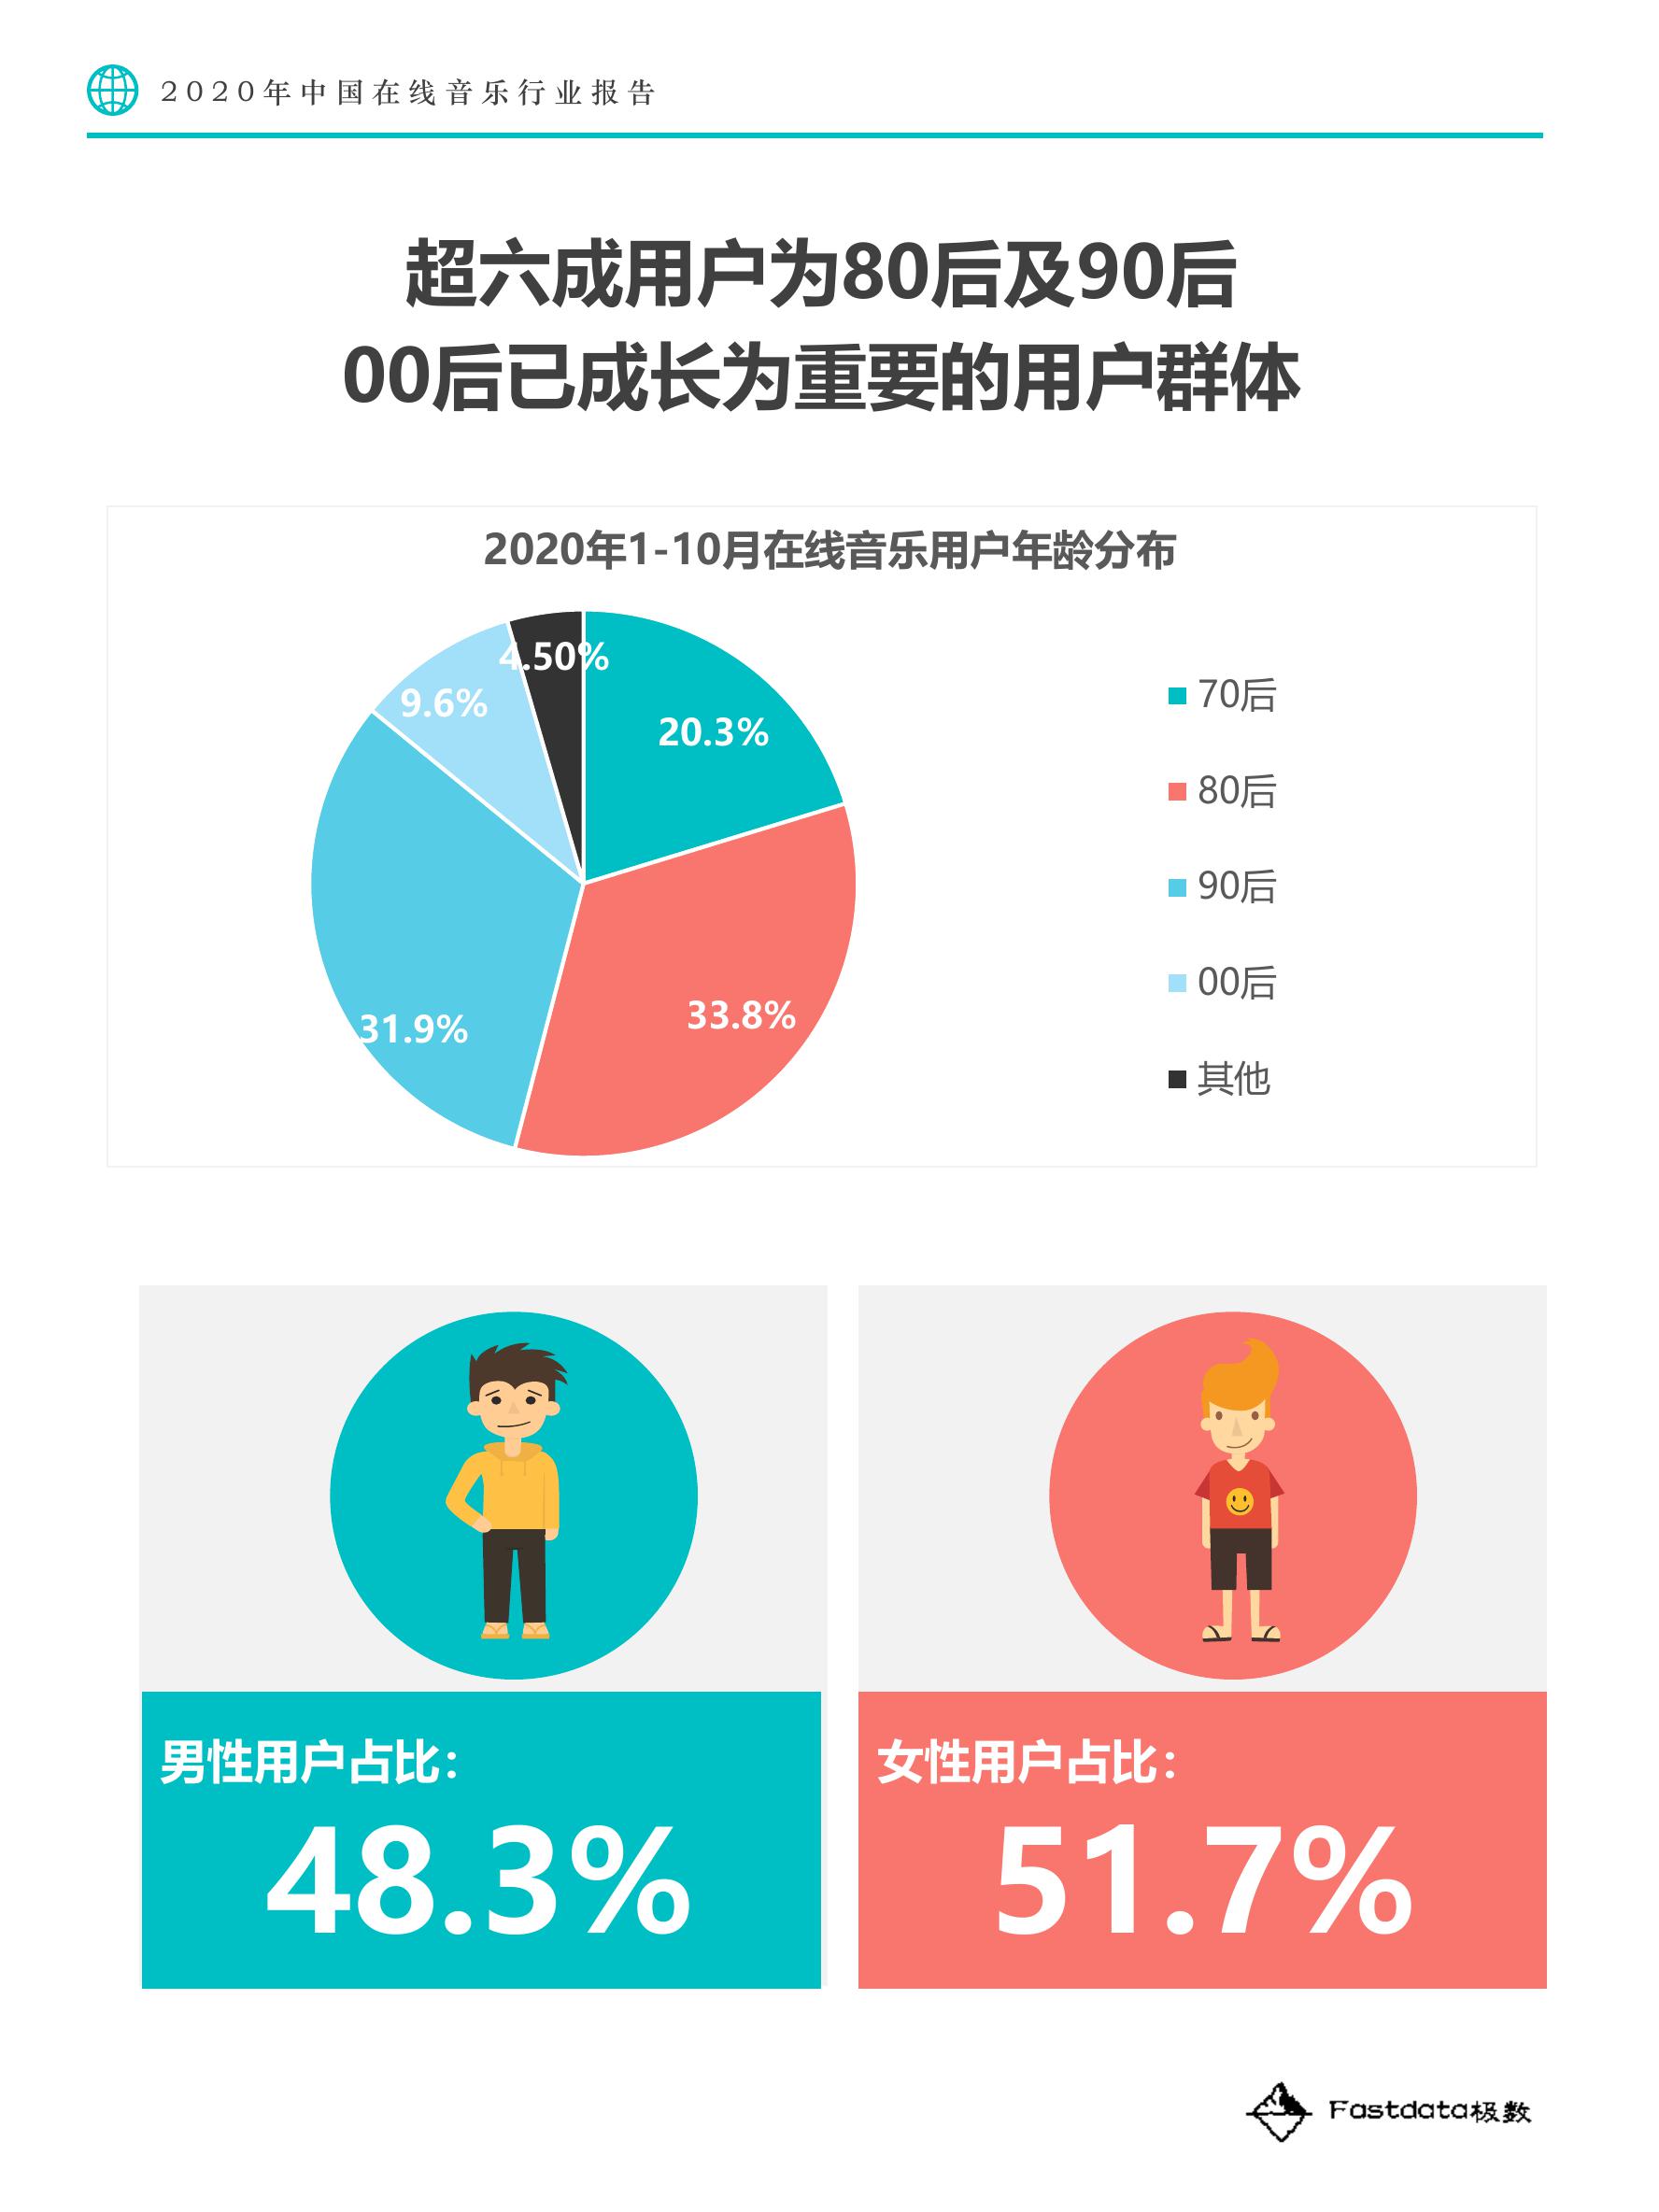 2020年中国在线音乐行业报告
超六成用户为80后及90后
00后已成长为重要的用户群体
2020年1-10月在线音乐用户年龄分布
4.50%
9.6%
20.3%
33.8%
31.9%
70后
80后
90后
00后
其他
男性用户占比：
48.3%
女性用户占比：
51.7%
Fastdata极数